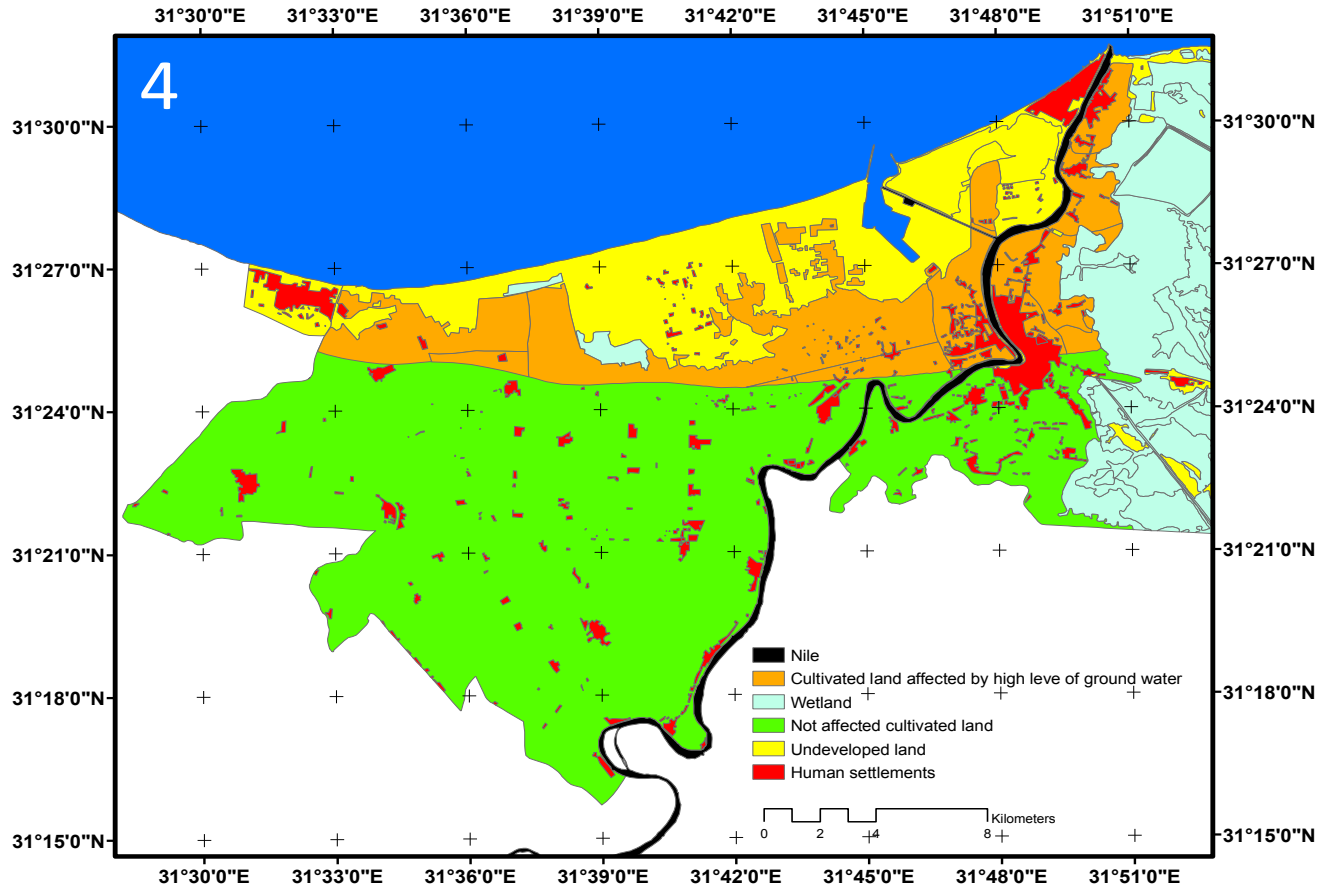 31°30'0"E 31°33'0"E 31°36'0"E 31°39'0"E 31°42'0"E 31°45'0"E 31°48'0"E 31°51'0"E
4
31°30'0"N 31°30'0"N
31°27'0"N 31°27'0"N
31°24'0"N 31°24'0"N
31°21'0"N 31°21'0"N
Nile
Cultivated land affected by high leve of ground water
31°18'0"N 31°18'0"N
Wetland
Not affected cultivated land
Undeveloped land
Human settlements
Kilometers
0 2 4 8
31°15'0"N 31°15'0"N
31°30'0"E 31°33'0"E 31°36'0"E 31°39'0"E 31°42'0"E 31°45'0"E 31°48'0"E 31°51'0"E